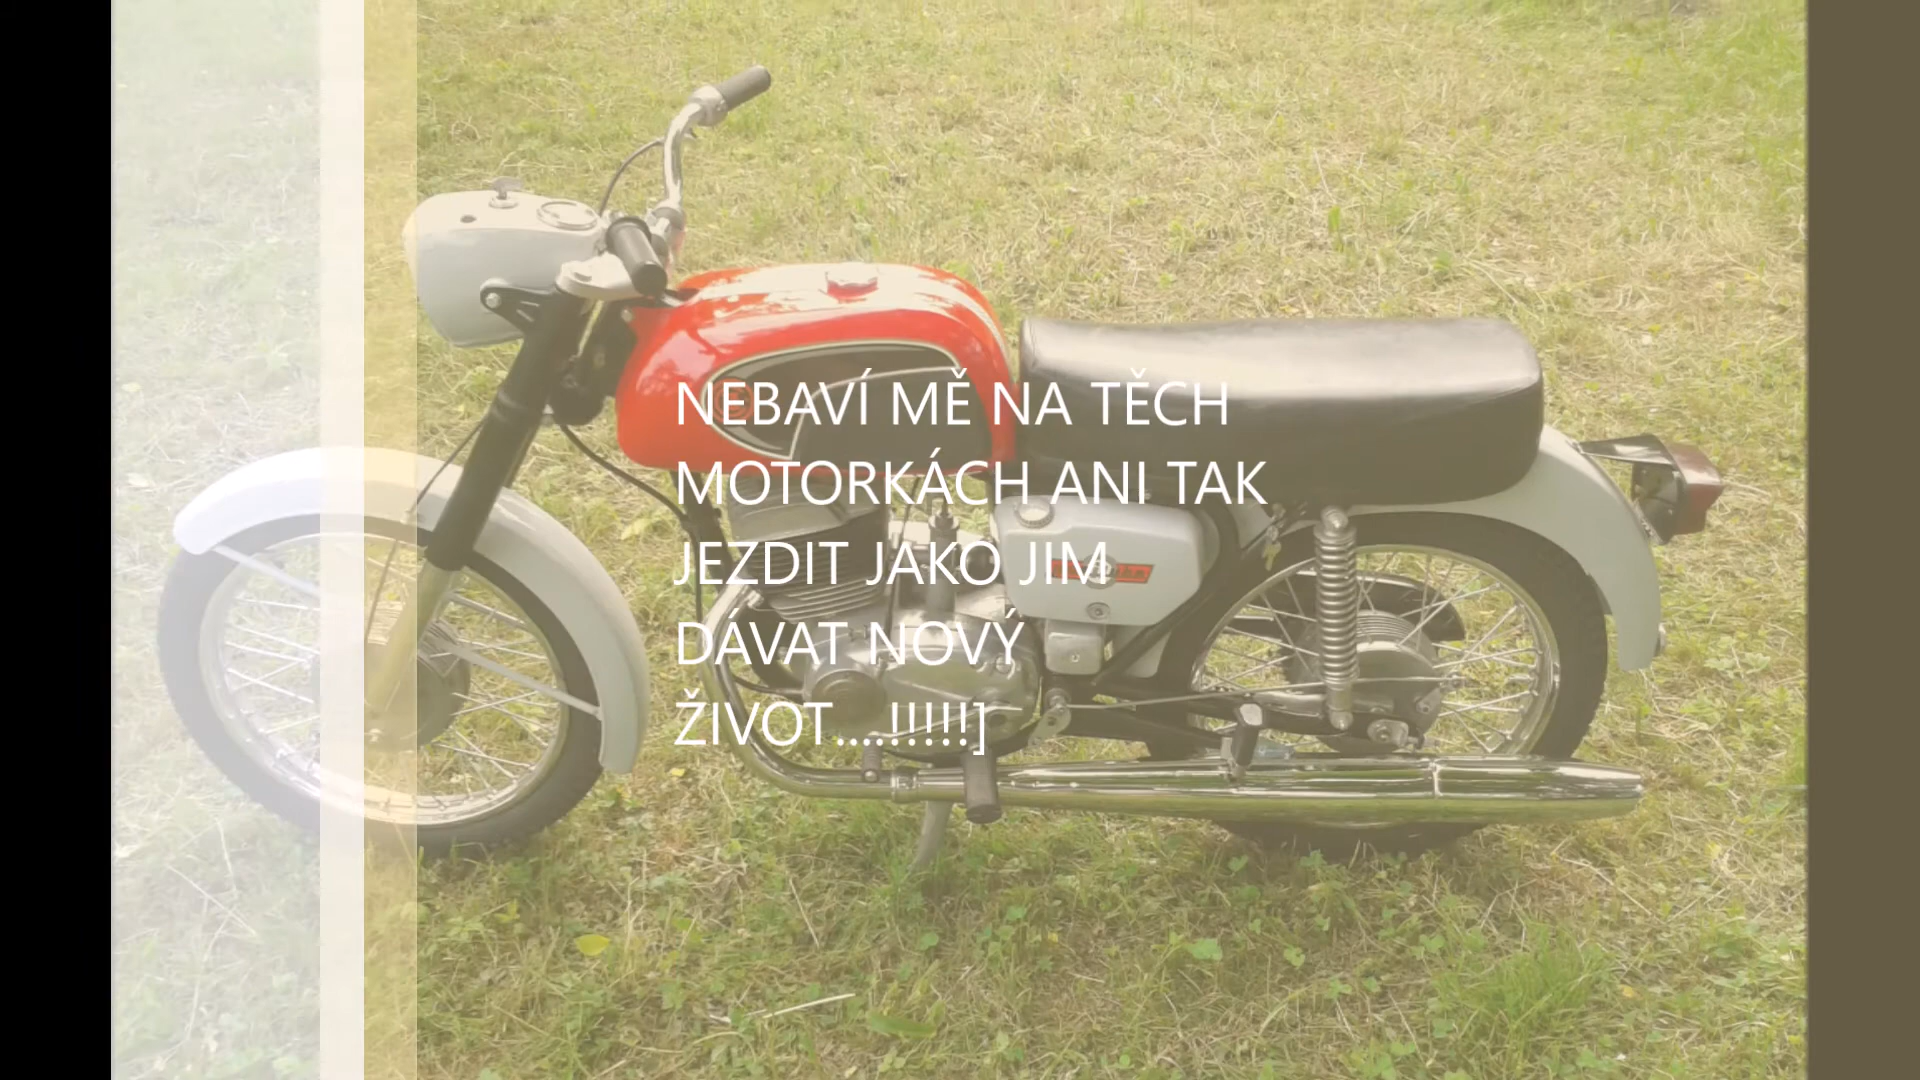 NEBAVÍ MĚ NA TĚCH
MOTORKÁCH ANI TAK
JEZDIT JAKO JIM
DÁVAT NOVÝ
ŽIVOT....!!!!!]